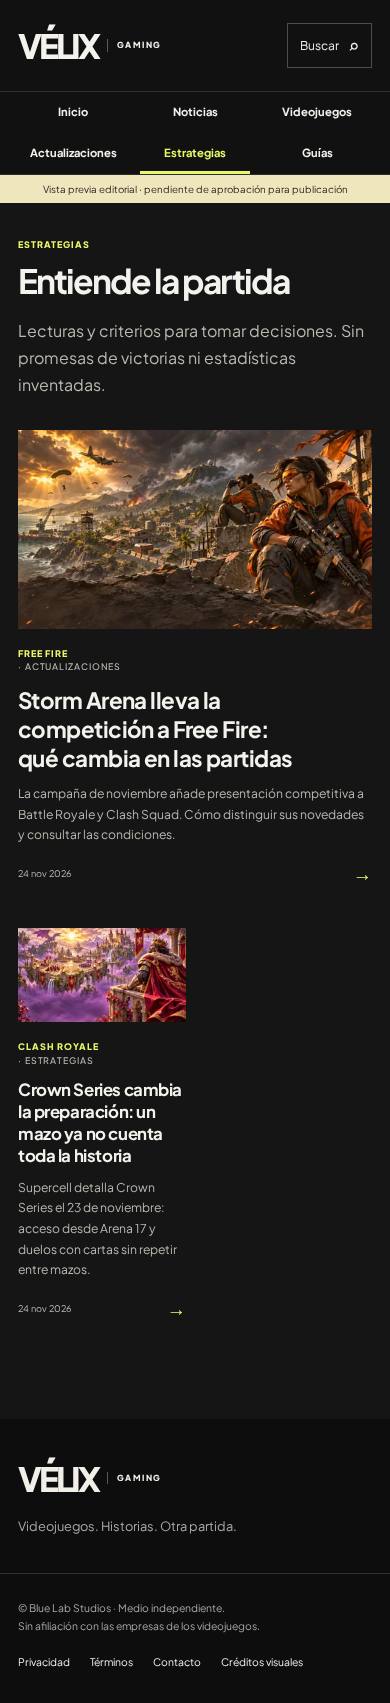 VÉLIX GAMING
Buscar
Inicio Noticias Videojuegos
Actualizaciones Estrategias Guías
Vista previa editorial · pendiente de aprobación para publicación
ESTRATEGIAS
Entiende la partida
Lecturas y criterios para tomar decisiones. Sin
promesas de victorias ni estadísticas
inventadas.
FREE FIRE
· ACTUALIZACIONES
Storm Arena lleva la
competición a Free Fire:
qué cambia en las partidas
La campaña de noviembre añade presentación competitiva a
Battle Royale y Clash Squad. Cómo distinguir sus novedades
y consultar las condiciones.
24 nov 2026 →
CLASH ROYALE
· ESTRATEGIAS
Crown Series cambia
la preparación: un
mazo ya no cuenta
toda la historia
Supercell detalla Crown
Series el 23 de noviembre:
acceso desde Arena 17 y
duelos con cartas sin repetir
entre mazos.
24 nov 2026 →
VÉLIX GAMING
Videojuegos. Historias. Otra partida.
© Blue Lab Studios · Medio independiente.
Sin afiliación con las empresas de los videojuegos.
Privacidad Términos Contacto Créditos visuales